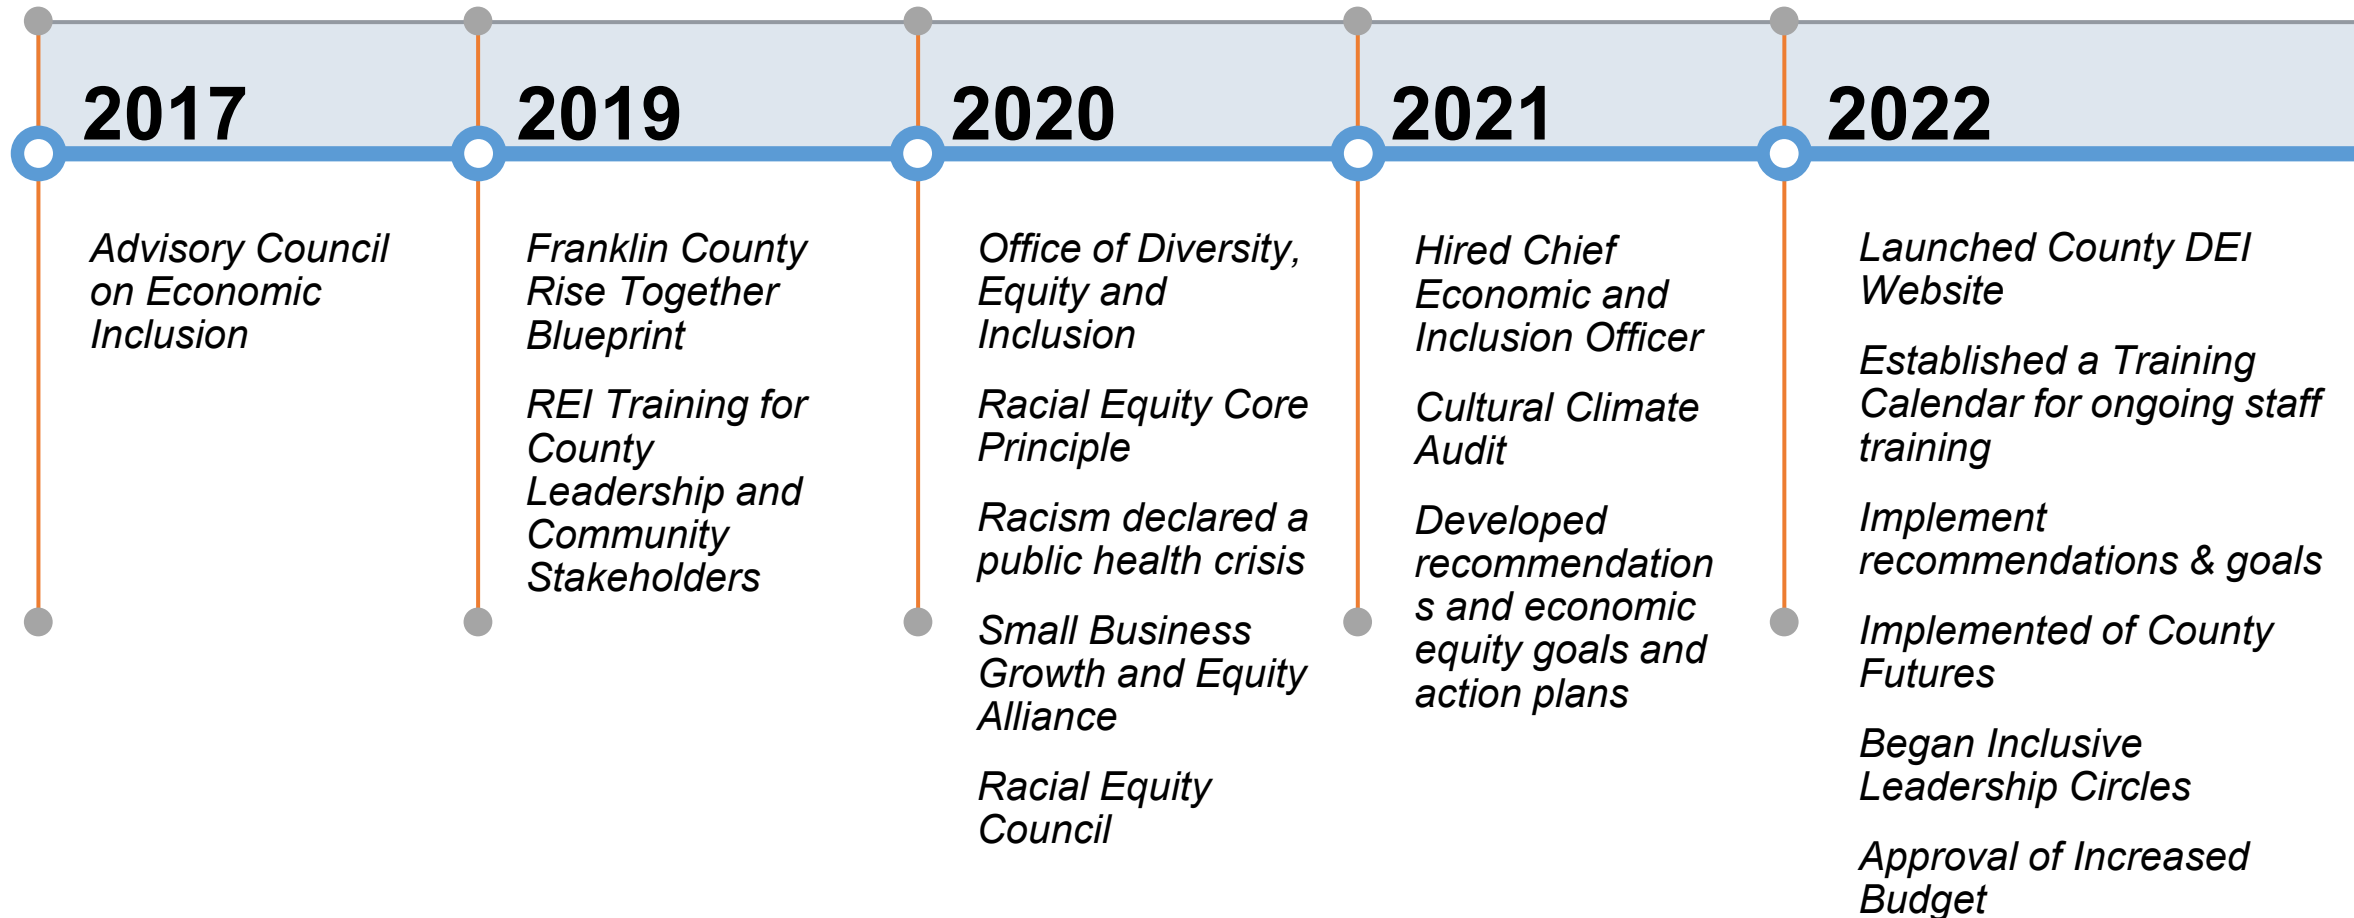 2017
Advisory Council
on Economic
Inclusion
2019
Franklin County
Rise Together
Blueprint
REI Training for
County
Leadership and
Community
Stakeholders
2020
Office of Diversity,
Equity and
Inclusion
Racial Equity Core
Principle
Racism declared a
public health crisis
Small Business
Growth and Equity
Alliance
Racial Equity
Council
2021
Hired Chief
Economic and
Inclusion Officer
Cultural Climate
Audit
Developed
recommendation
s and economic
equity goals and
action plans
2022
Launched County DEI
Website
Established a Training
Calendar for ongoing staff
training
Implement
recommendations & goals
Implemented of County
Futures
Began Inclusive
Leadership Circles
Approval of Increased
Budget